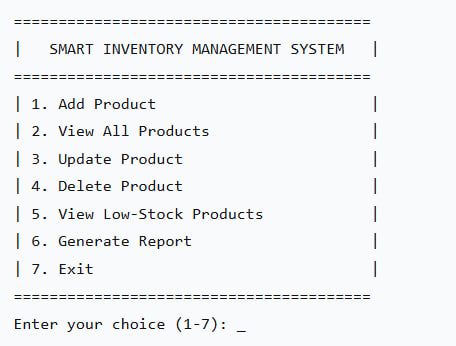 ========================================
|   SMART INVENTORY MANAGEMENT SYSTEM   |
========================================
| 1. Add Product                        |
| 2. View All Products                  |
| 3. Update Product                     |
| 4. Delete Product                     |
| 5. View Low-Stock Products            |
| 6. Generate Report                    |
| 7. Exit                               |
========================================
Enter your choice (1-7): _